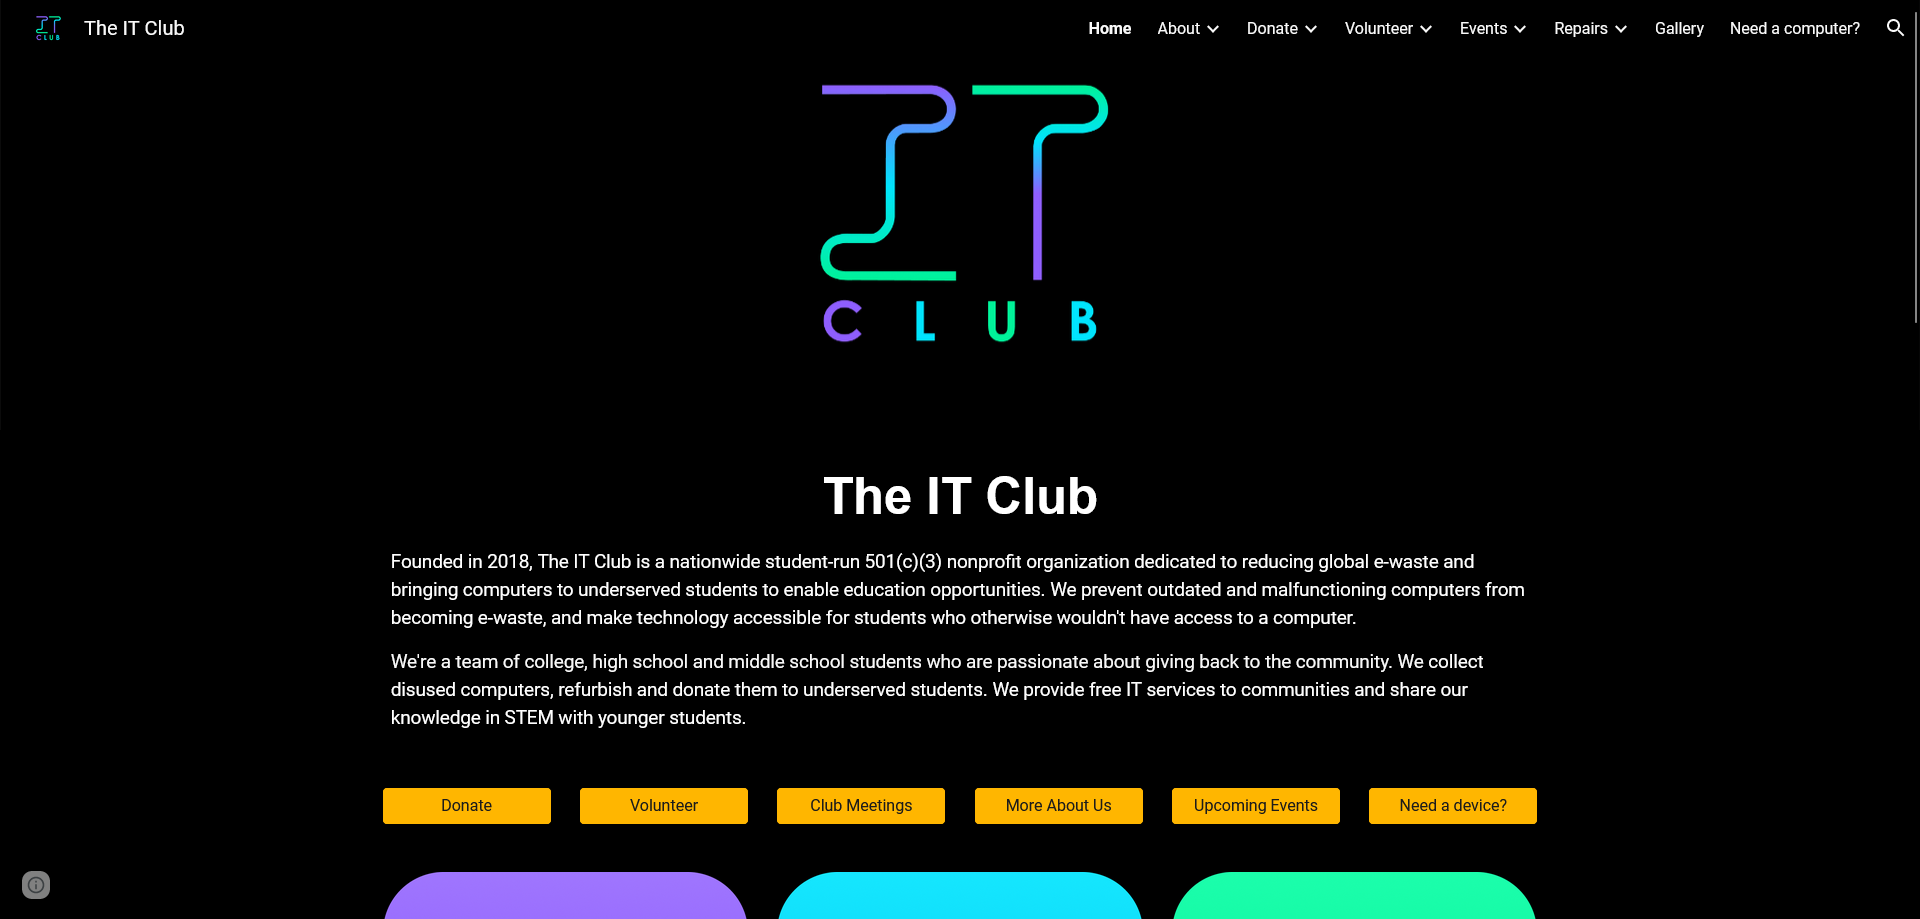 The IT Club
Home About Donate Volunteer Events Repairs Gallery Need a computer?
IT
CLUB
IT
CLUB
The IT Club
Founded in 2018, The IT Club is a nationwide student-run 501(c)(3) nonprofit organization dedicated to reducing global e-waste and
bringing computers to underserved students to enable education opportunities. We prevent outdated and malfunctioning computers from
becoming e-waste, and make technology accessible for students who otherwise wouldn't have access to a computer.
We're a team of college, high school and middle school students who are passionate about giving back to the community. We collect
disused computers, refurbish and donate them to underserved students. We provide free IT services to communities and share our
knowledge in STEM with younger students.
Donate Volunteer Club Meetings More About Us Upcoming Events Need a device?